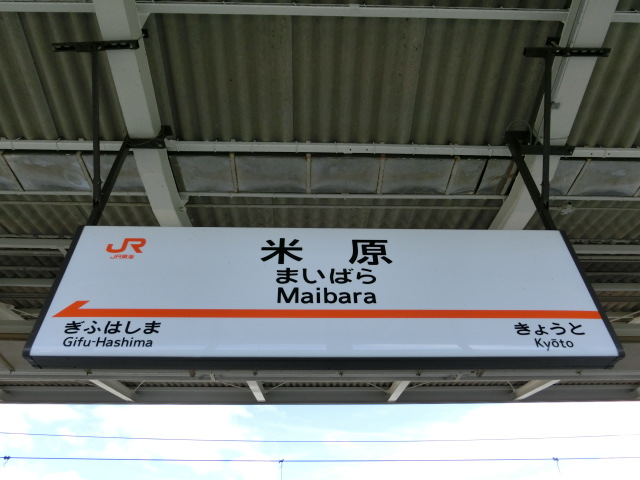 JR
JR東海
米原
まいばら
Maibara
ぎふはしま
Gifu-Hashima
きょうと
Kyōto